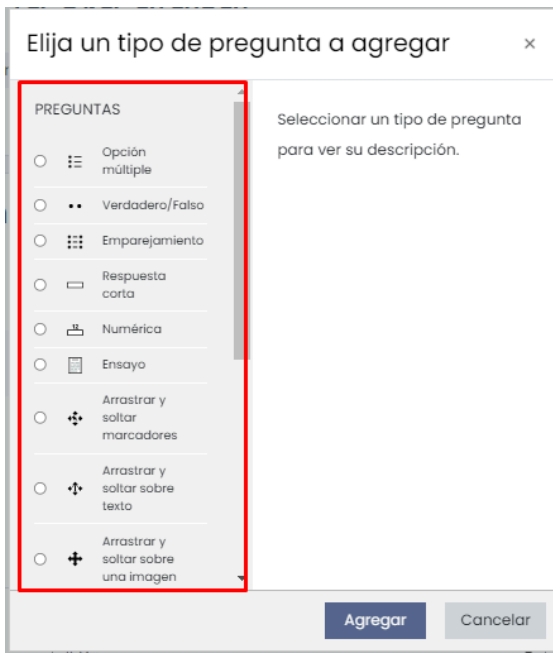 Elija un tipo de pregunta a agregar
×
PREGUNTAS
Opción
múltiple
Verdadero/Falso
Emparejamiento
Respuesta
corta
Numérica
Ensayo
Arrastrar y
soltar
marcadores
Arrastrar y
soltar sobre
texto
Arrastrar y
soltar sobre
una imagen
Seleccionar un tipo de pregunta
para ver su descripción.
Agregar
Cancelar